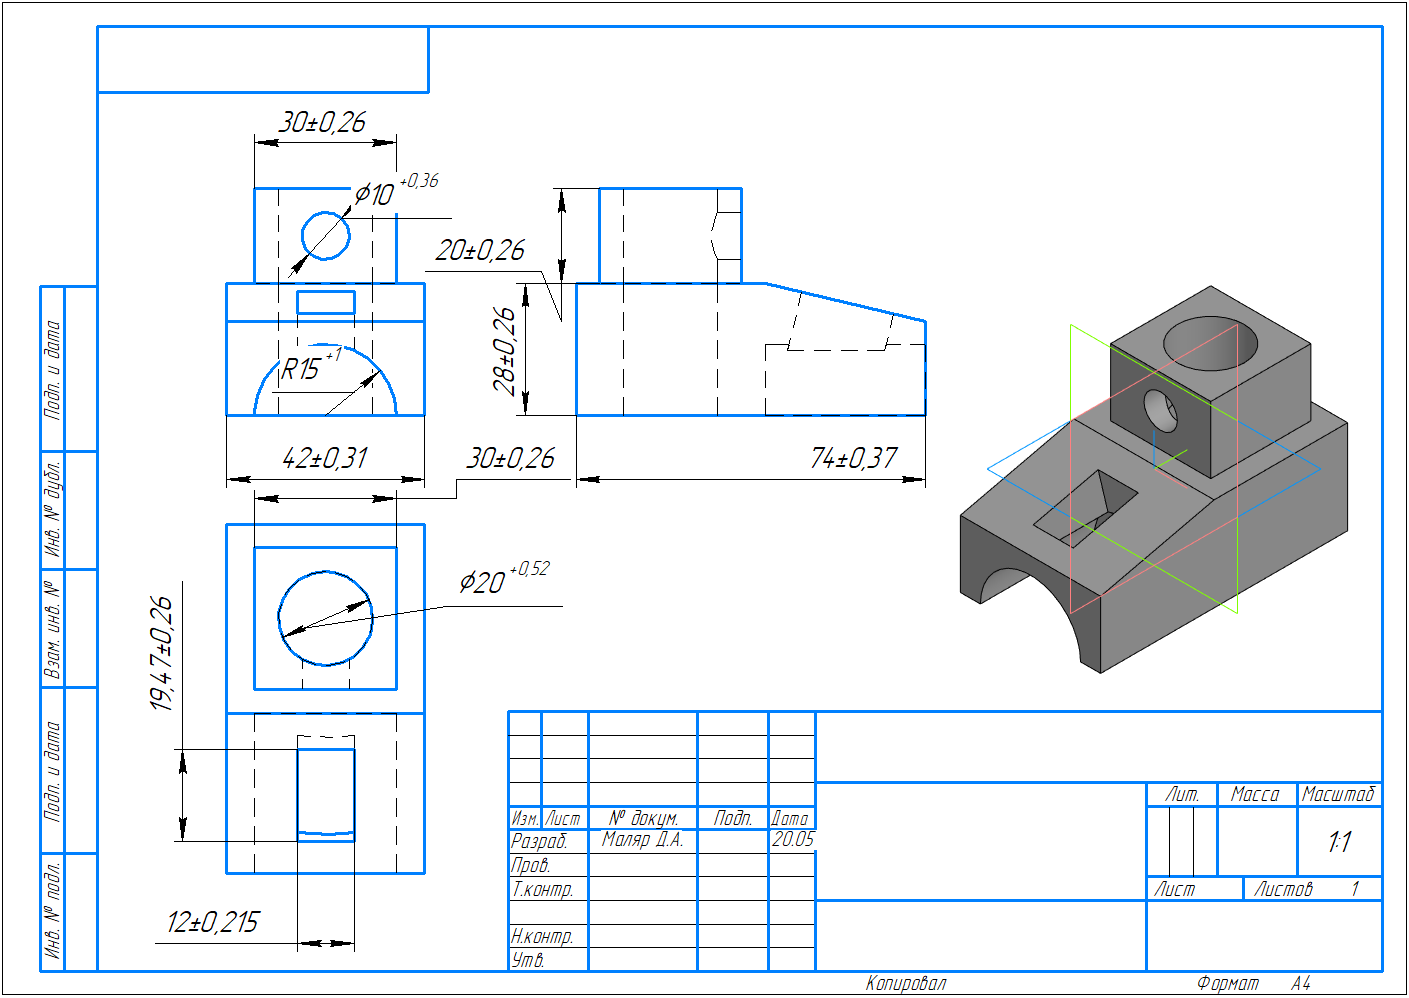 30±0,26
⌀10 +0,36
20±0,26
28±0,26
R15 +1
42±0,31
30±0,26
74±0,37
⌀20 +0,52
19,47±0,26
12±0,215
Подп. и дата
Инв. № дубл.
Взам. инв. №
Подп. и дата
Инв. № подл.
Изм. Лист № докум. Подп. Дата
Разраб. Маляр Д.А. 20.05
Пров.
Т.контр.
Н.контр.
Утв.
Лит. Масса Масштаб
1:1
Лист Листов 1
Копировал Формат А4